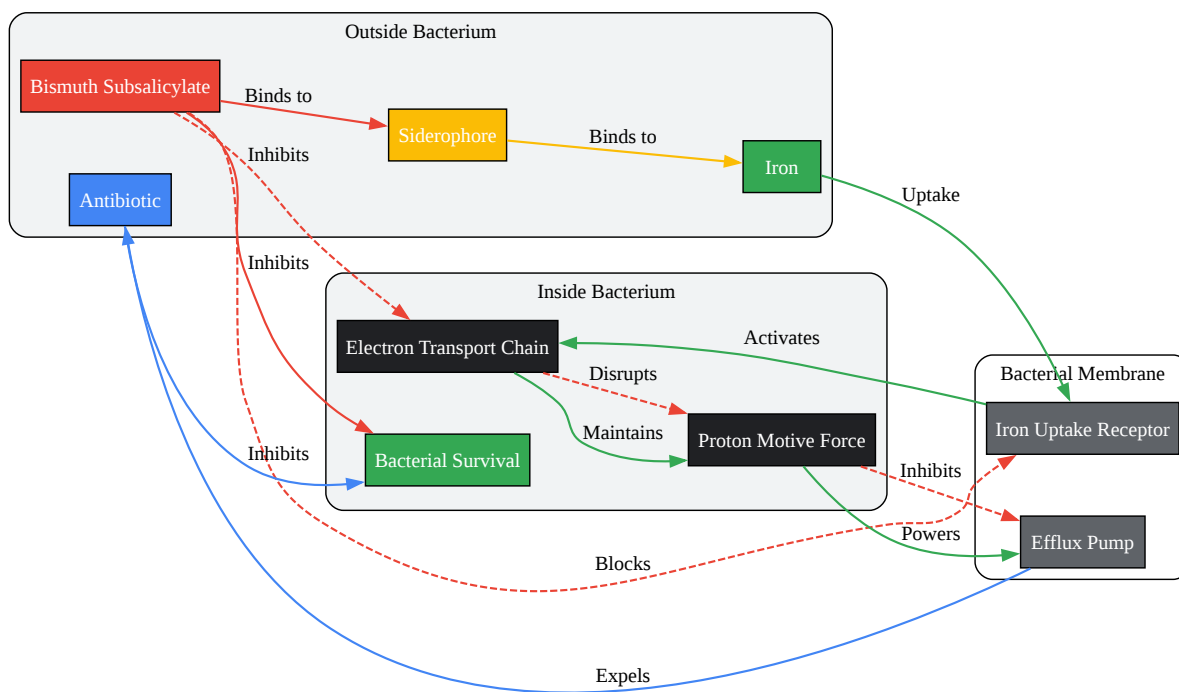 Outside Bacterium
Bismuth Subsalicylate
Binds to
Siderophore
Binds to
Iron
Inhibits
Antibiotic
Uptake
Inhibits
Inside Bacterium
Electron Transport Chain
Activates
Disrupts
Bacterial Membrane
Iron Uptake Receptor
Maintains
Proton Motive Force
Inhibits
Bacterial Survival
Inhibits
Powers
Efflux Pump
Blocks
Expels